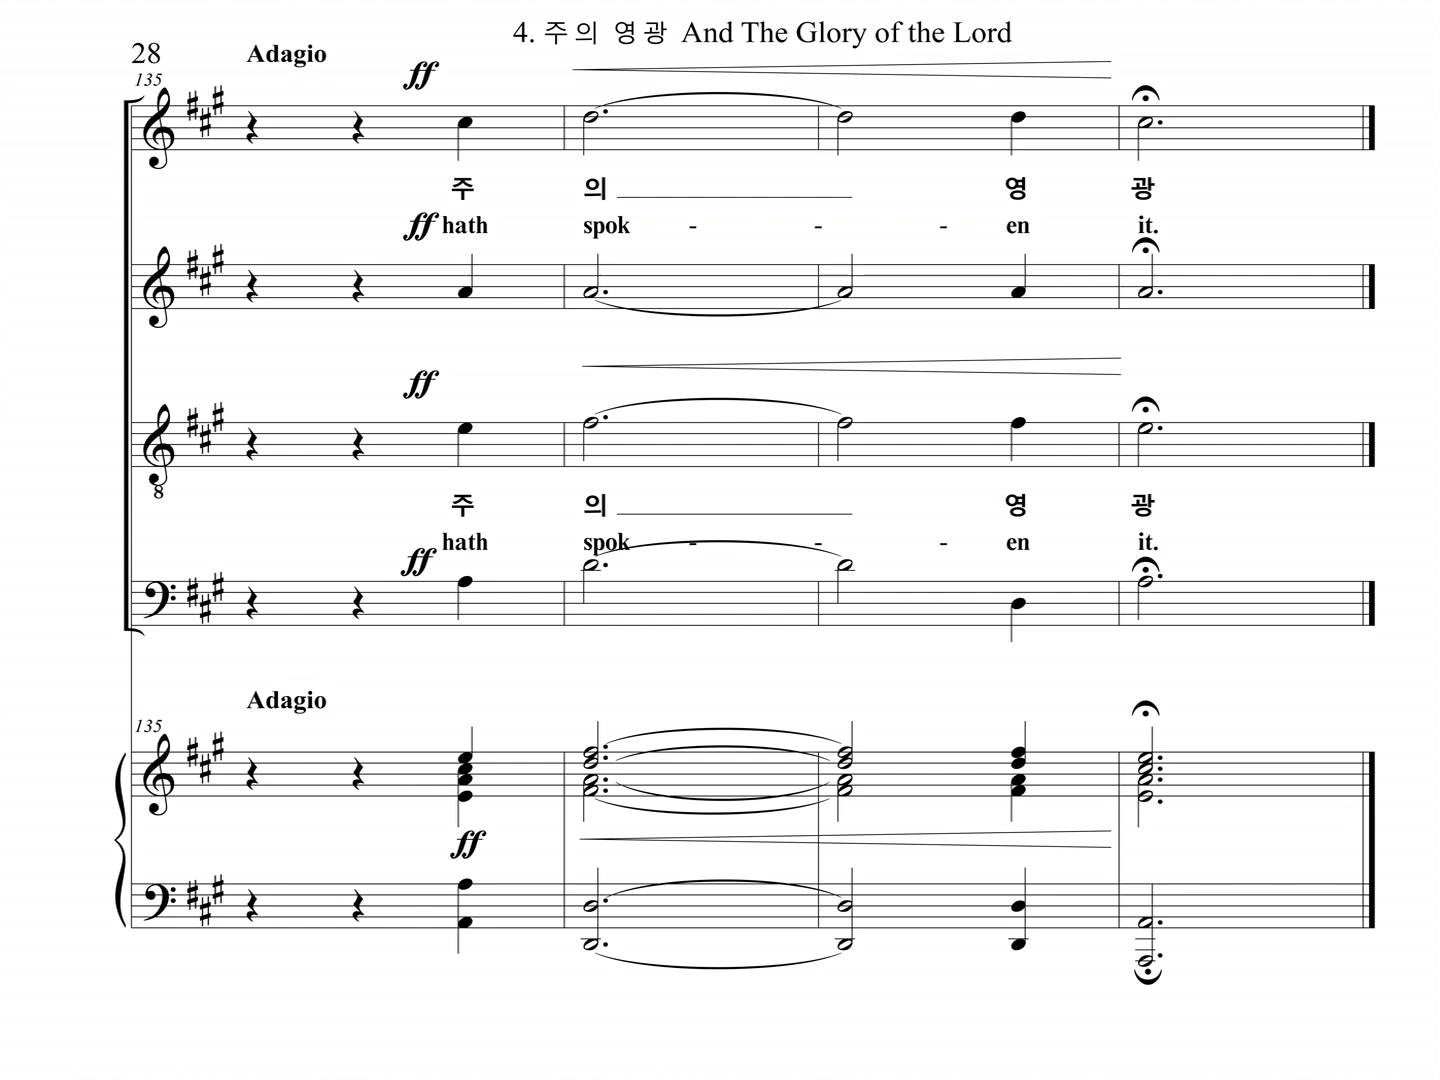 4. 주의 영광 And The Glory of the Lord
28
Adagio
135
ff
주 의 영 광
ff hath spok - - - en it.
ff
8
주 의 영 광
hath spok - - - en it.
ff
Adagio
135
ff